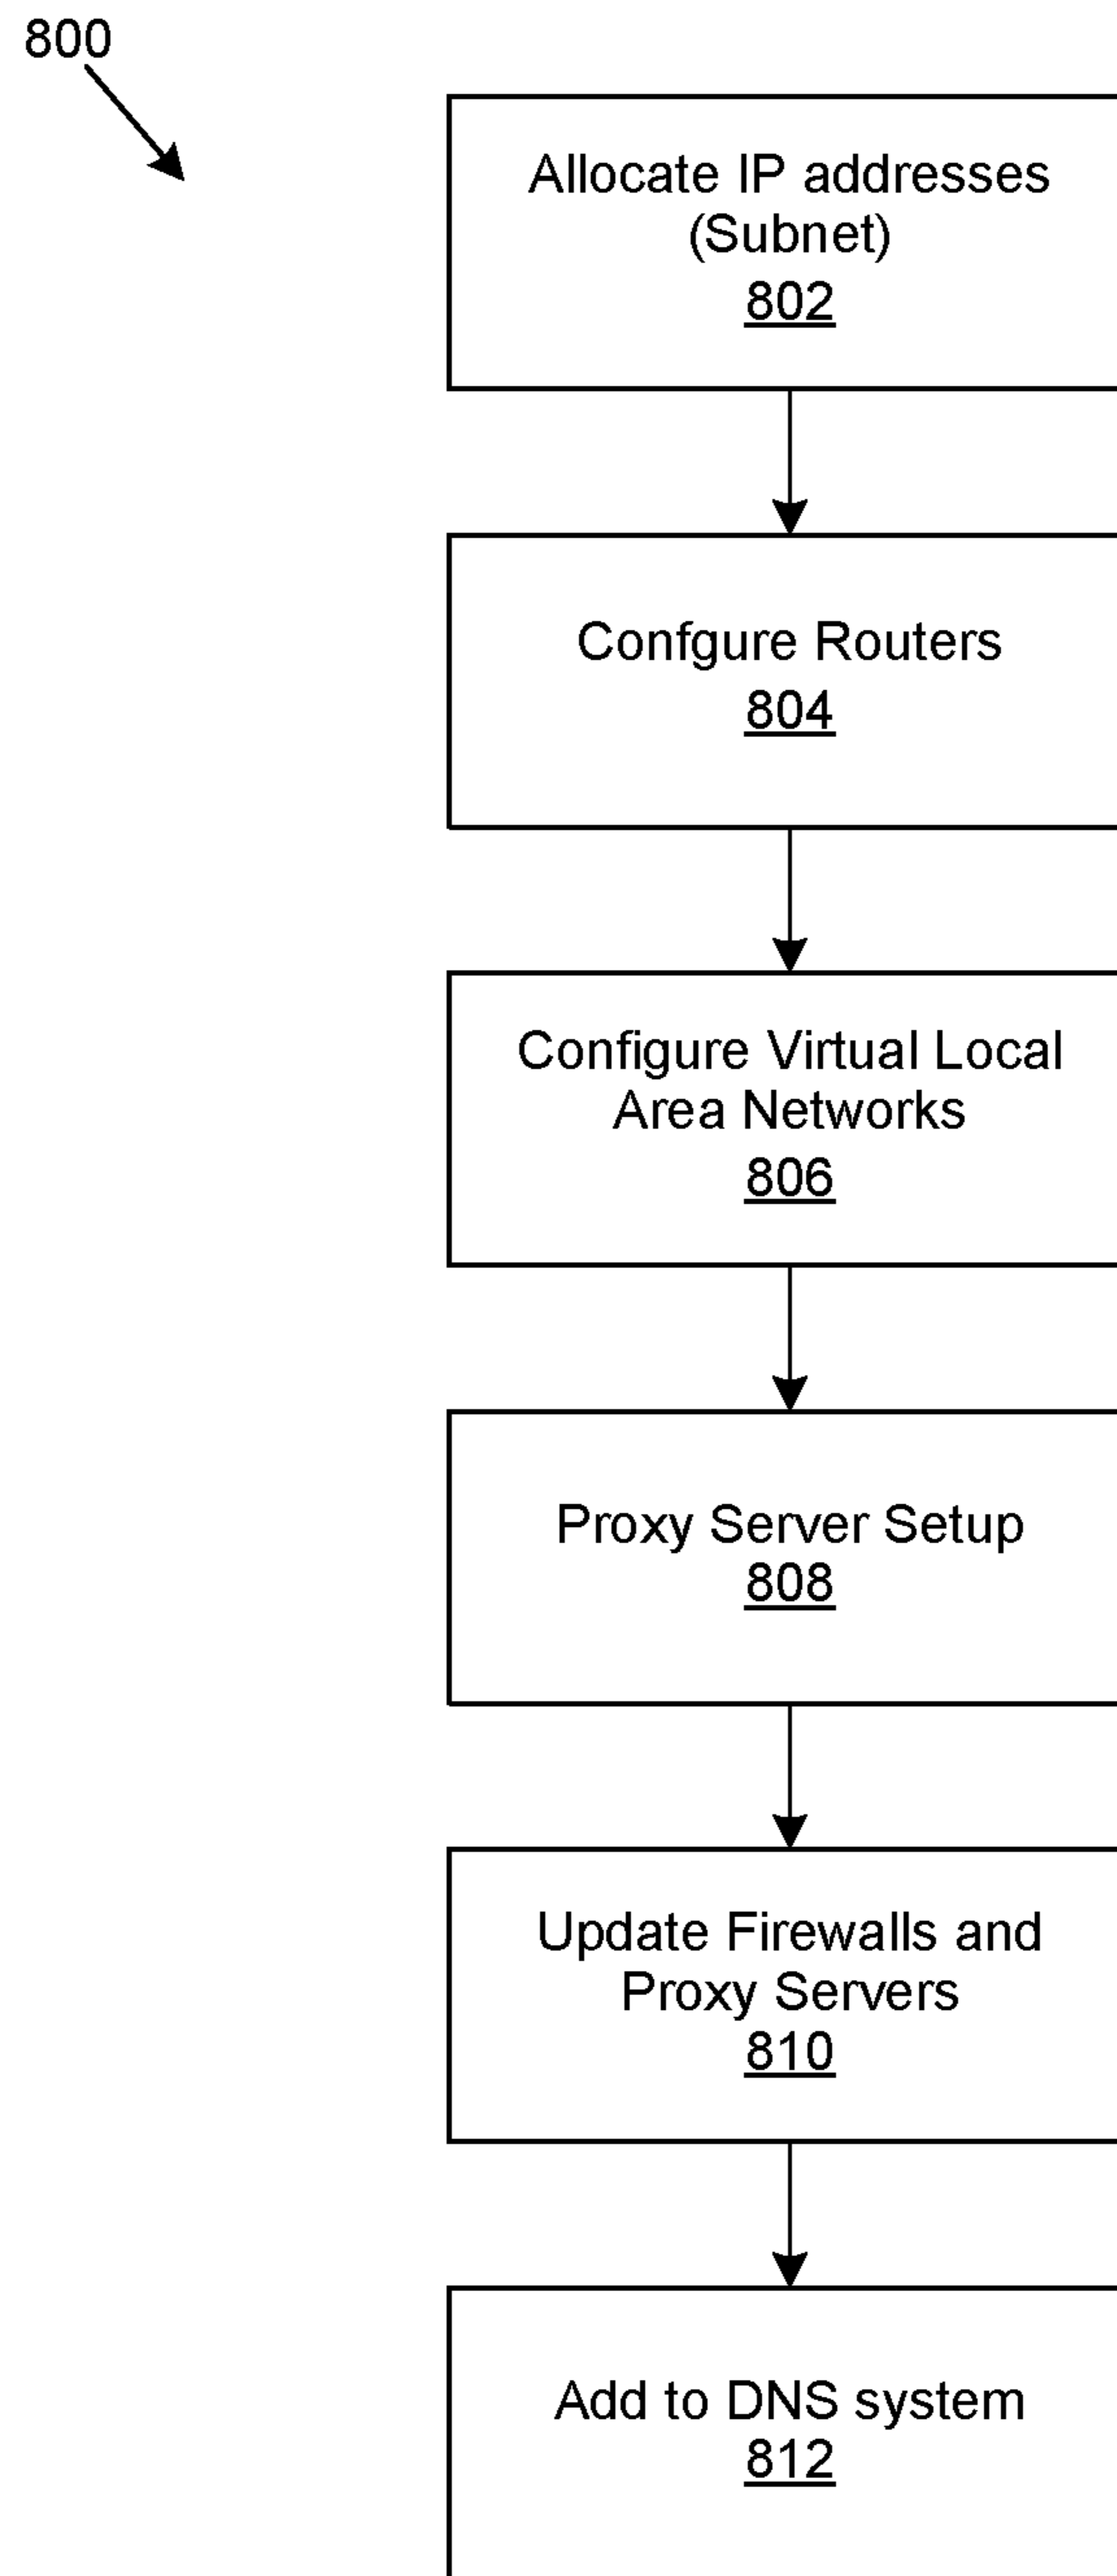 800
Allocate IP addresses
(Subnet)
802
Confgure Routers
804
Configure Virtual Local
Area Networks
806
Proxy Server Setup
808
Update Firewalls and
Proxy Servers
810
Add to DNS system
812